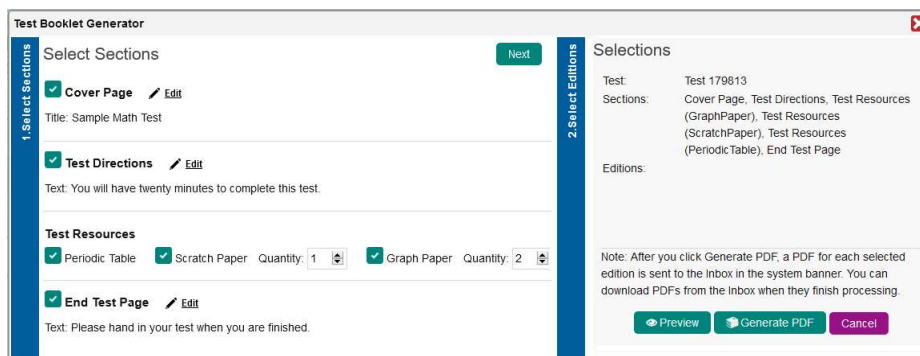 Test Booklet Generator
1.Select Sections
Select Sections
Next
Cover Page Edit
Title: Sample Math Test
Test Directions Edit
Text: You will have twenty minutes to complete this test.
Test Resources
Periodic Table Scratch Paper Quantity: 1 Graph Paper Quantity: 2
End Test Page Edit
Text: Please hand in your test when you are finished.
2.Select Editions
Selections
Test: Test 179813
Sections: Cover Page, Test Directions, Test Resources
(GraphPaper), Test Resources
(ScratchPaper), Test Resources
(PeriodicTable), End Test Page
Editions:
Note: After you click Generate PDF, a PDF for each selected
edition is sent to the Inbox in the system banner. You can
download PDFs from the Inbox when they finish processing.
Preview Generate PDF Cancel